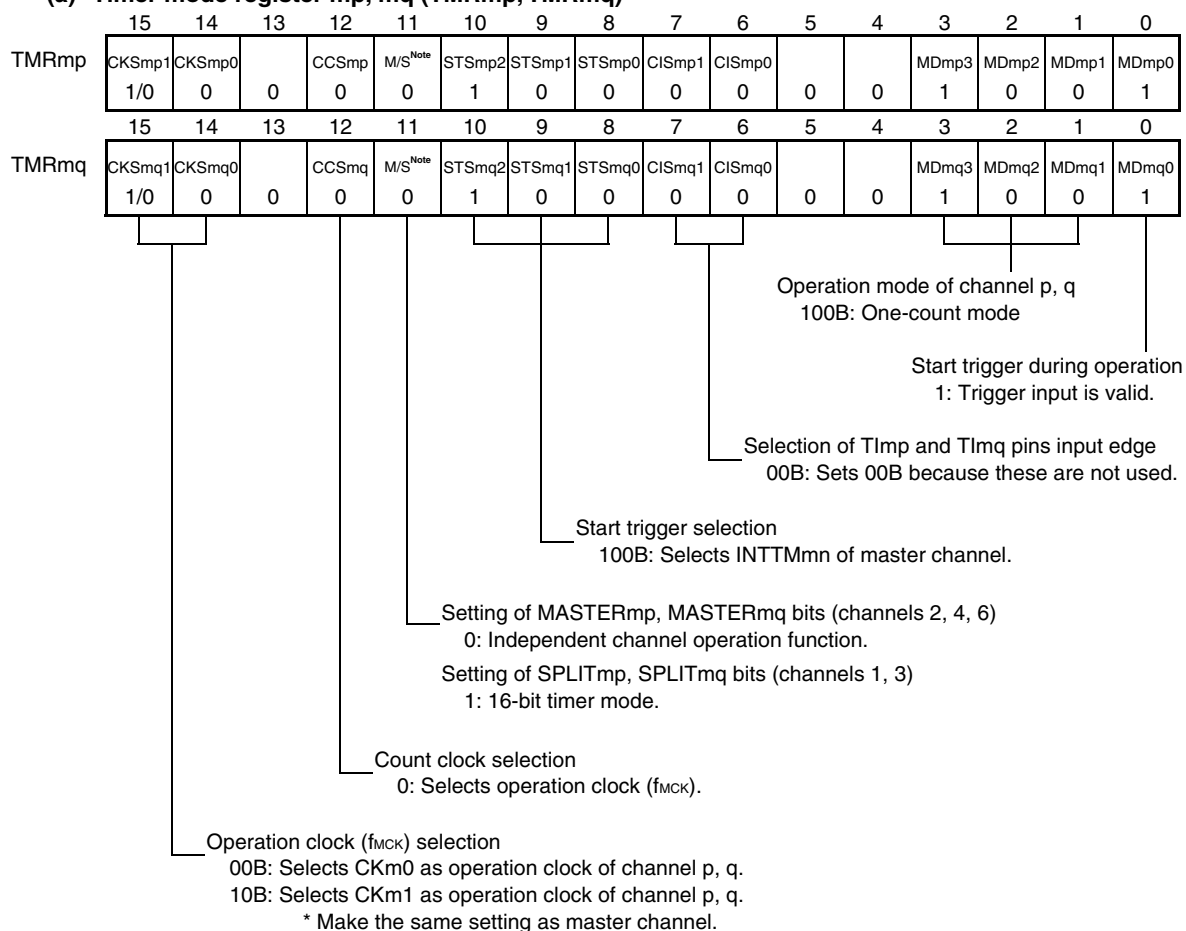 (a) Timer mode register mp, mq (TMRmp, TMRmq)
15 14 13 12 11 10 9 8 7 6 5 4 3 2 1 0
TMRmp CKSmp1 CKSmp0 CCSmp M/SNote STSmp2 STSmp1 STSmp0 CISmp1 CISmp0 MDmp3 MDmp2 MDmp1 MDmp0
1/0 0 0 0 0 1 0 0 0 0 0 0 1 0 0 1
15 14 13 12 11 10 9 8 7 6 5 4 3 2 1 0
TMRmq CKSmq1 CKSmq0 CCSmq M/SNote STSmq2 STSmq1 STSmq0 CISmq1 CISmq0 MDmq3 MDmq2 MDmq1 MDmq0
1/0 0 0 0 0 1 0 0 0 0 0 0 1 0 0 1
Operation mode of channel p, q
100B: One-count mode
Start trigger during operation
1: Trigger input is valid.
Selection of TImp and TImq pins input edge
00B: Sets 00B because these are not used.
Start trigger selection
100B: Selects INTTMmn of master channel.
Setting of MASTERmp, MASTERmq bits (channels 2, 4, 6)
0: Independent channel operation function.
Setting of SPLITmp, SPLITmq bits (channels 1, 3)
1: 16-bit timer mode.
Count clock selection
0: Selects operation clock (fMCK).
Operation clock (fMCK) selection
00B: Selects CKm0 as operation clock of channel p, q.
10B: Selects CKm1 as operation clock of channel p, q.
* Make the same setting as master channel.